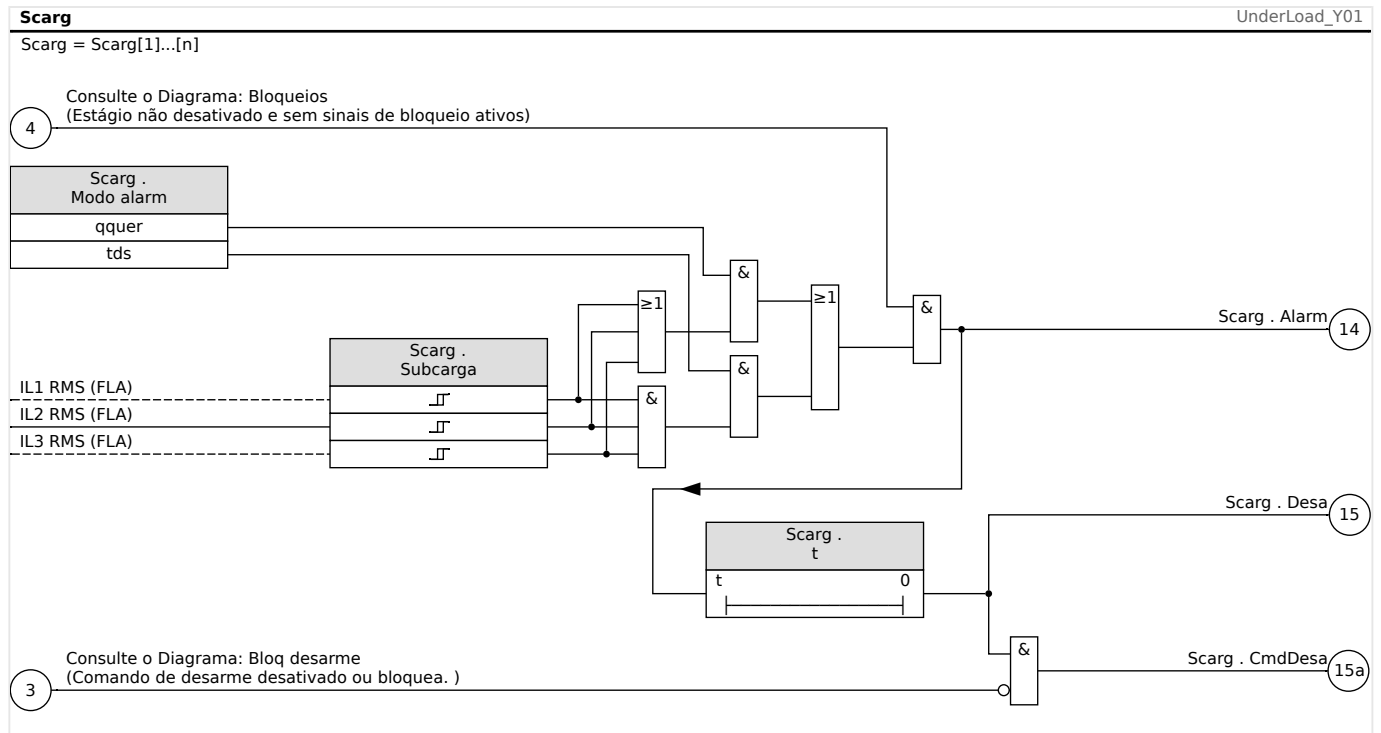 Scarg
UnderLoad_Y01
Scarg = Scarg[1]...[n]
Consulte o Diagrama: Bloqueios
(Estágio não desativado e sem sinais de bloqueio ativos)
4
Scarg .
Modo alarm
qquer
tds
&
≥1
≥1
&
Scarg . Alarm
14
Scarg .
Subcarga
&
IL1 RMS (FLA)
&
IL2 RMS (FLA)
IL3 RMS (FLA)
Scarg . Desa
15
Scarg .
t
t
0
&
Consulte o Diagrama: Bloq desarme
(Comando de desarme desativado ou bloquea. )
3
Scarg . CmdDesa
15a